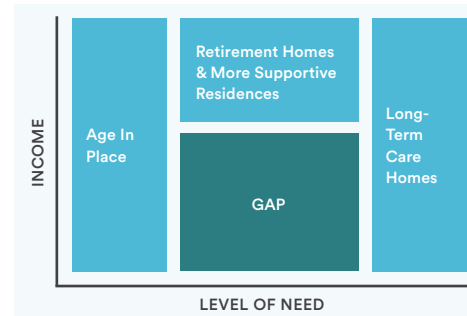 Retirement Homes
& More Supportive
Residences
Age In
Place
Long-
Term
Care
Homes
GAP
INCOME
LEVEL OF NEED